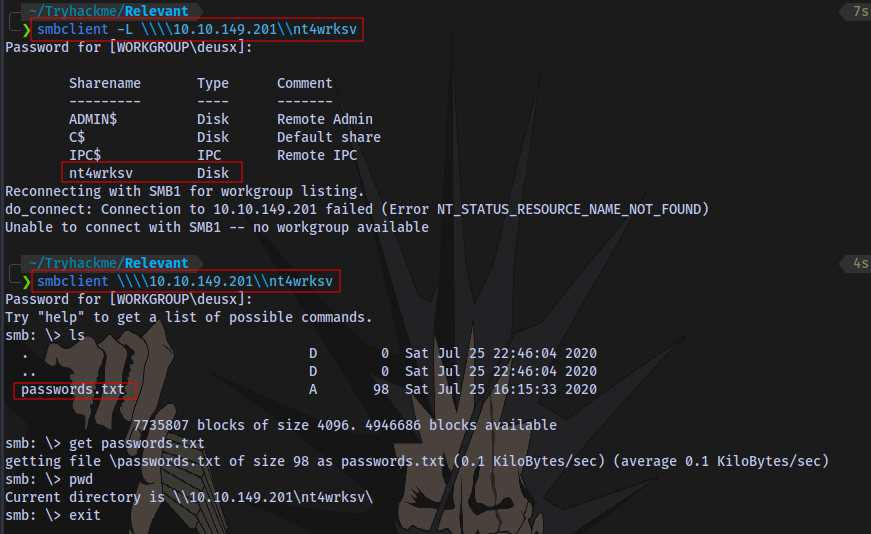 ~/Tryhackme/Relevant 7s
❯ smbclient -L \\\\10.10.149.201\\nt4wrksv
Password for [WORKGROUP\deusx]:
Sharename Type Comment
--------- ---- -------
ADMIN$ Disk Remote Admin
C$ Disk Default share
IPC$ IPC Remote IPC
nt4wrksv Disk
Reconnecting with SMB1 for workgroup listing.
do_connect: Connection to 10.10.149.201 failed (Error NT_STATUS_RESOURCE_NAME_NOT_FOUND)
Unable to connect with SMB1 -- no workgroup available
~/Tryhackme/Relevant 4s
❯ smbclient \\\\10.10.149.201\\nt4wrksv
Password for [WORKGROUP\deusx]:
Try "help" to get a list of possible commands.
smb: \> ls
. D 0 Sat Jul 25 22:46:04 2020
.. D 0 Sat Jul 25 22:46:04 2020
passwords.txt A 98 Sat Jul 25 16:15:33 2020
7735807 blocks of size 4096. 4946686 blocks available
smb: \> get passwords.txt
getting file \passwords.txt of size 98 as passwords.txt (0.1 KiloBytes/sec) (average 0.1 KiloBytes/sec)
smb: \> pwd
Current directory is \\10.10.149.201\nt4wrksv\
smb: \> exit